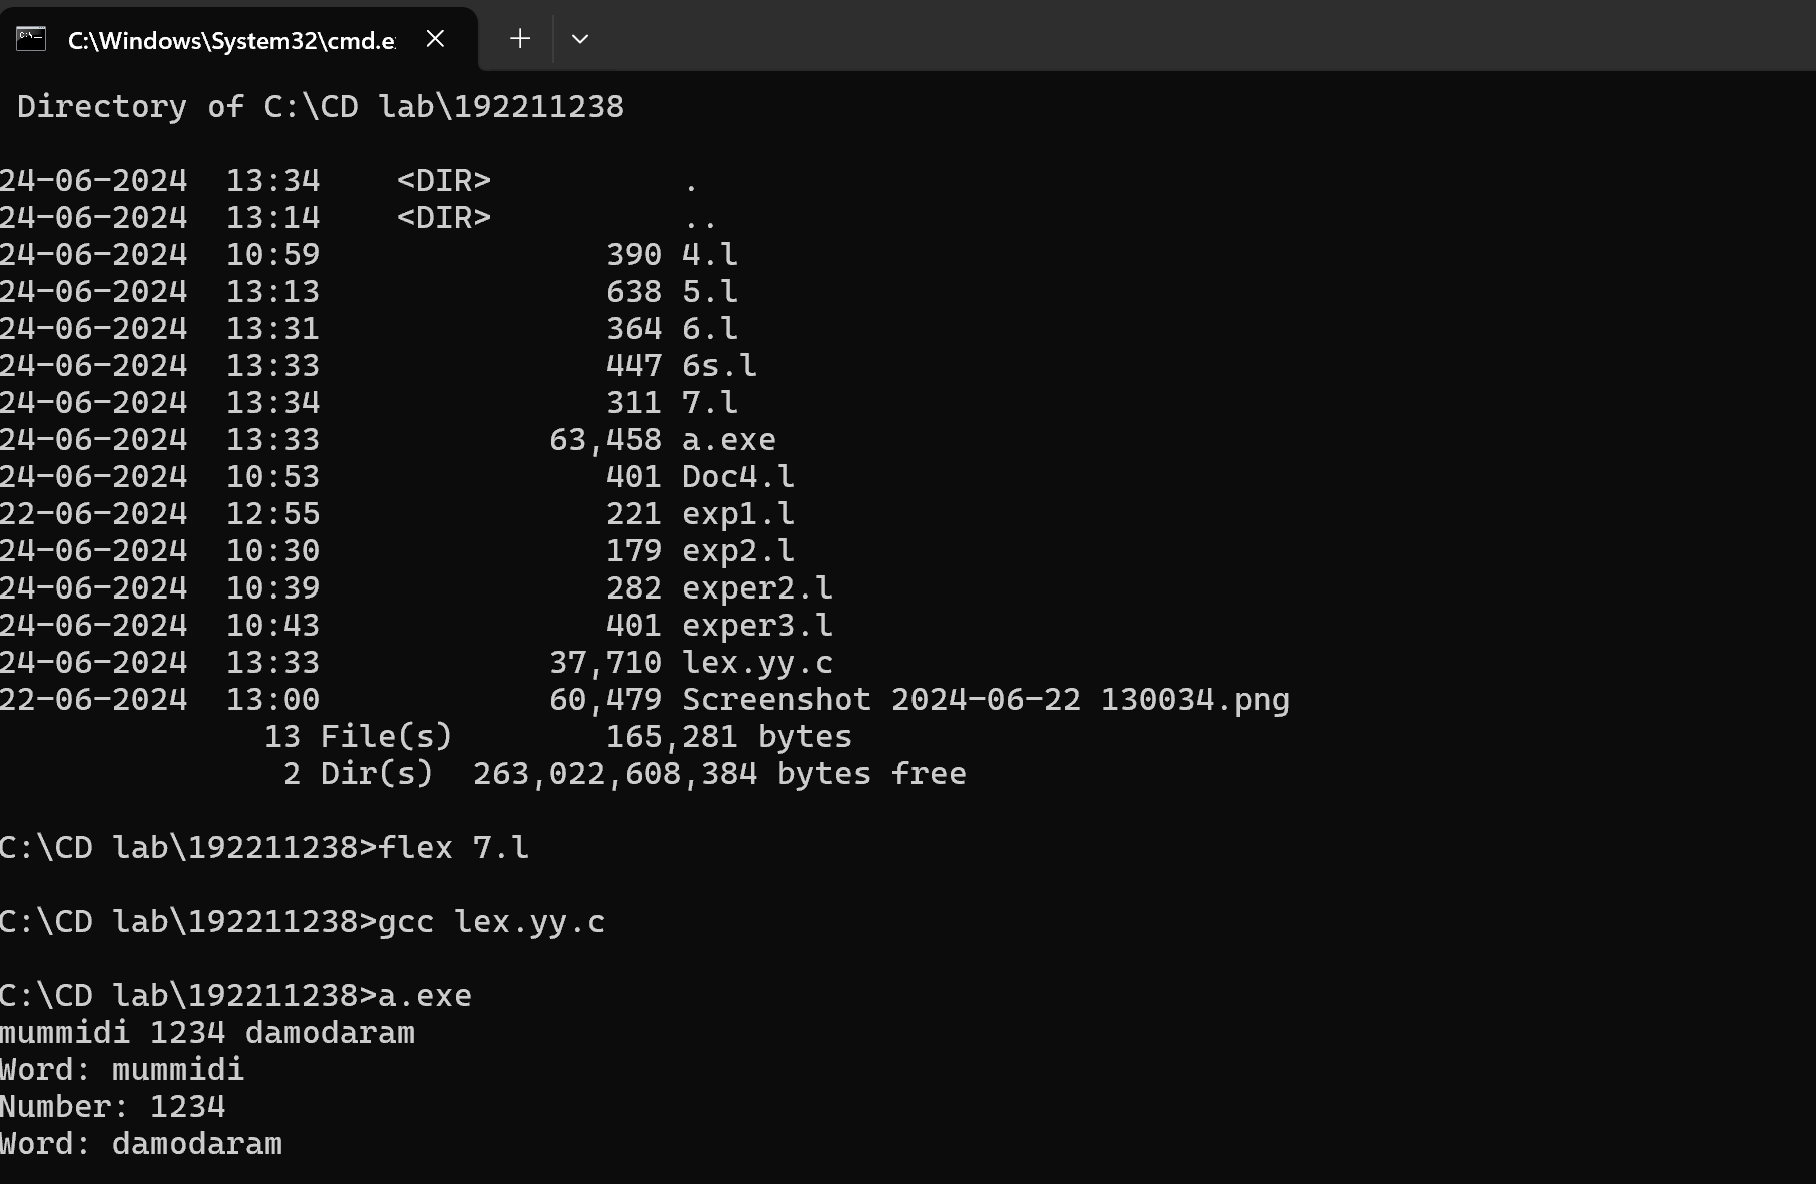 C:\Windows\System32\cmd.e
Directory of C:\CD lab\192211238
24-06-2024  13:34    <DIR>          .
24-06-2024  13:14    <DIR>          ..
24-06-2024  10:59               390 4.l
24-06-2024  13:13               638 5.l
24-06-2024  13:31               364 6.l
24-06-2024  13:33               447 6s.l
24-06-2024  13:34               311 7.l
24-06-2024  13:33            63,458 a.exe
24-06-2024  10:53               401 Doc4.l
22-06-2024  12:55               221 exp1.l
24-06-2024  10:30               179 exp2.l
24-06-2024  10:39               282 exper2.l
24-06-2024  10:43               401 exper3.l
24-06-2024  13:33            37,710 lex.yy.c
22-06-2024  13:00            60,479 Screenshot 2024-06-22 130034.png
13 File(s)        165,281 bytes
2 Dir(s)  263,022,608,384 bytes free
C:\CD lab\192211238>flex 7.l
C:\CD lab\192211238>gcc lex.yy.c
C:\CD lab\192211238>a.exe
mummidi 1234 damodaram
Word: mummidi
Number: 1234
Word: damodaram